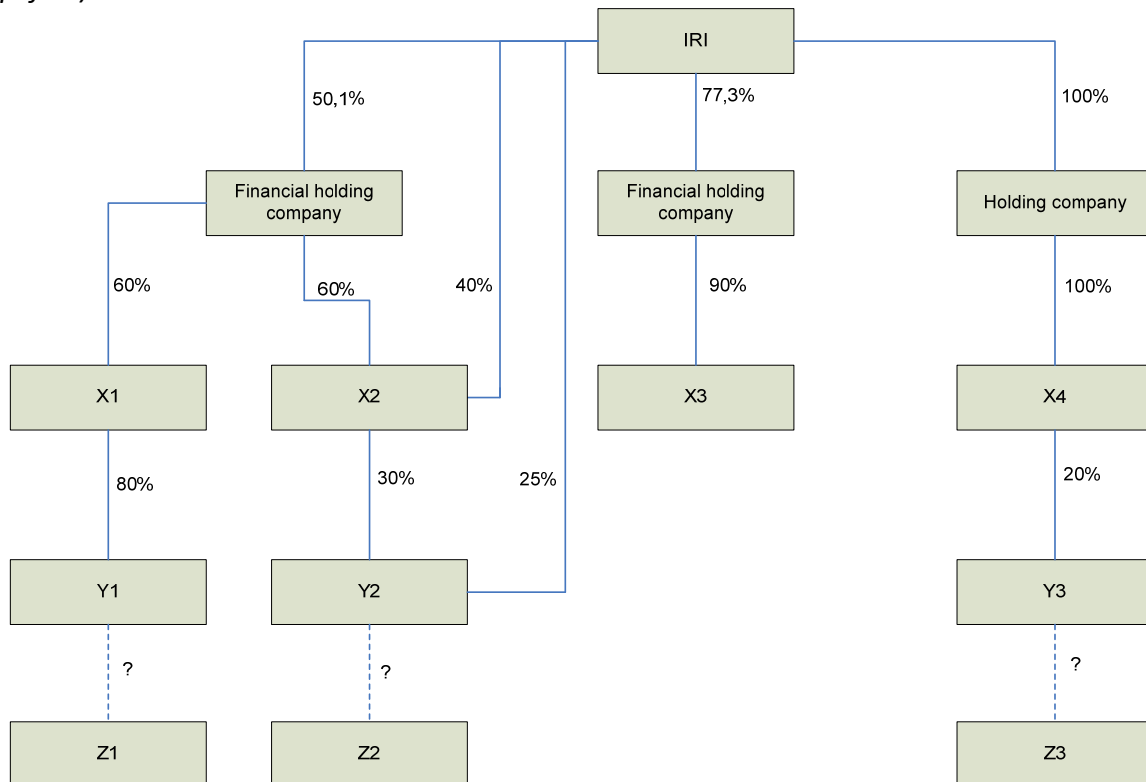 IRI
50,1%
77,3%
100%
Financial holding
company
Financial holding
company
Holding company
60%
60%
40%
90%
100%
X1
X2
X3
X4
80%
30%
25%
20%
Y1
Y2
Y3
?
?
?
Z1
Z2
Z3